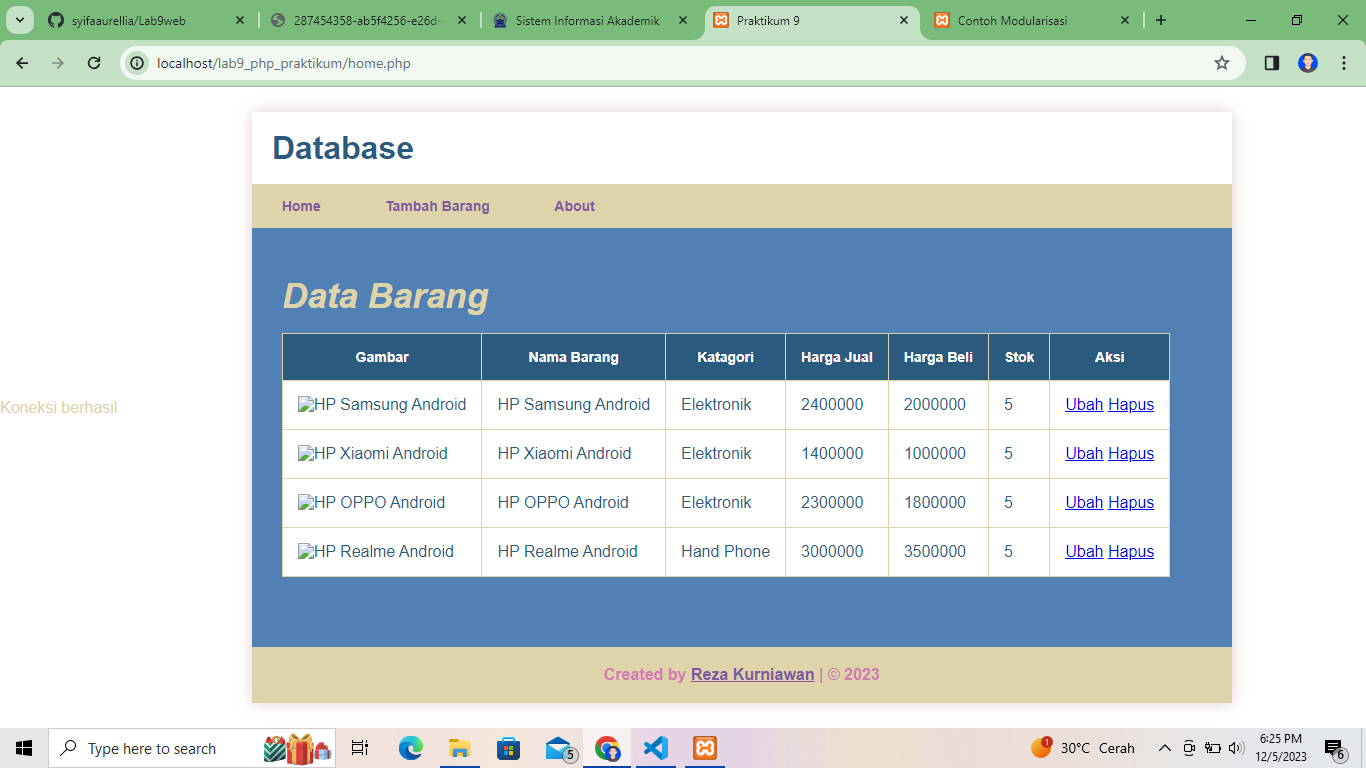 syifaaurellia/Lab9web
287454358-ab5f4256-e26d-
Sistem Informasi Akademik
Praktikum 9
Contoh Modularisasi
localhost/lab9_php_praktikum/home.php
Database
Home Tambah Barang About
Data Barang
Gambar Nama Barang Katagori Harga Jual Harga Beli Stok Aksi
HP Samsung Android HP Samsung Android Elektronik 2400000 2000000 5 Ubah Hapus
Koneksi berhasil
HP Xiaomi Android HP Xiaomi Android Elektronik 1400000 1000000 5 Ubah Hapus
HP OPPO Android HP OPPO Android Elektronik 2300000 1800000 5 Ubah Hapus
HP Realme Android HP Realme Android Hand Phone 3000000 3500000 5 Ubah Hapus
Created by Reza Kurniawan | © 2023
Type here to search
5
1
30°C Cerah
6:25 PM
12/5/2023
6